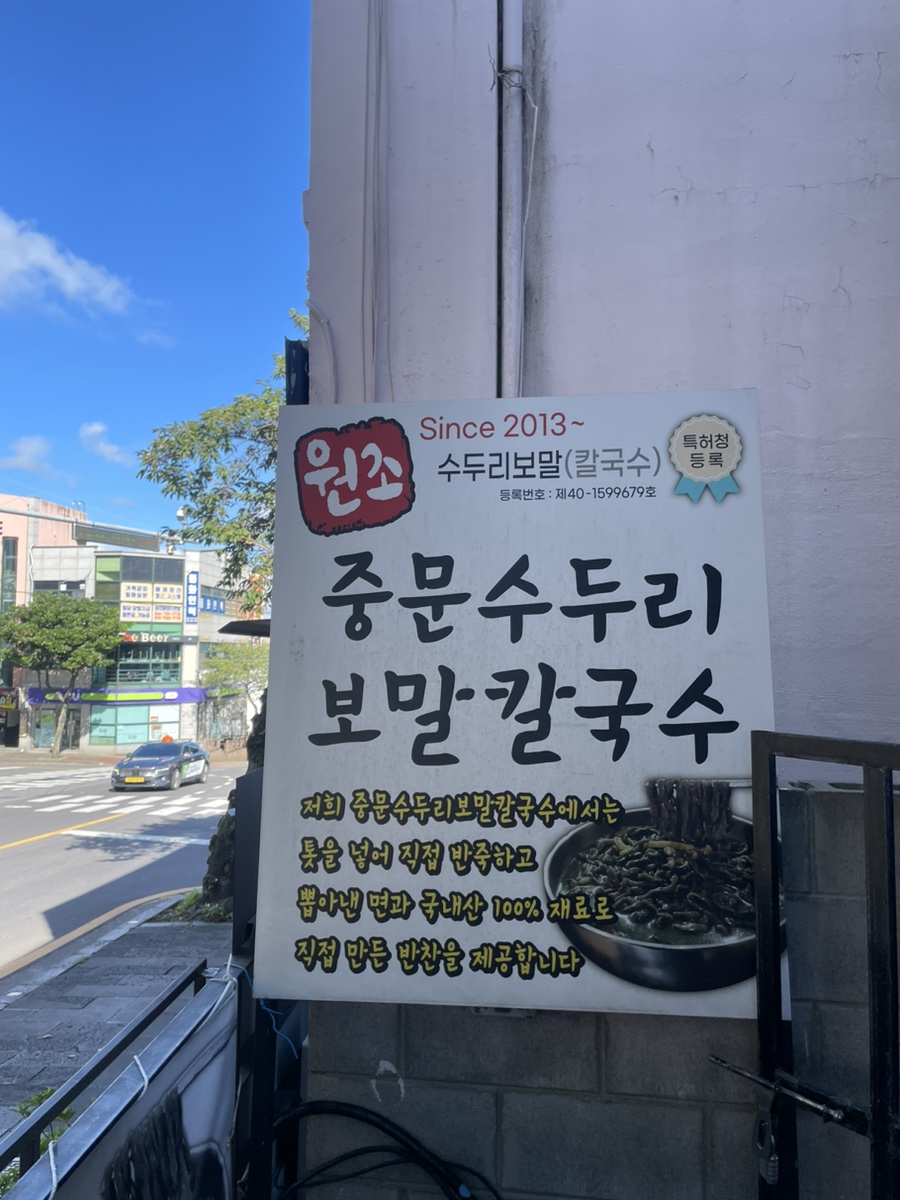 원조
Since 2013~
수두리보말(칼국수)
등록번호 : 제40-1599679호
특허청
등록
중문수두리
보말칼국수
저희 중문수두리보말칼국수에서는
톳을 넣어 직접 반죽하고
뽑아낸 면과 국내산 100% 재료로
직접 만든 반찬을 제공합니다
Beer